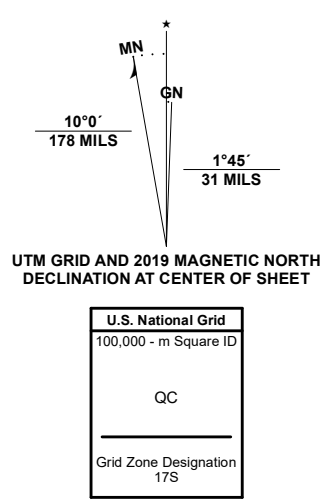 ★
MN
GN
10°0´
178 MILS
1°45´
31 MILS
UTM GRID AND 2019 MAGNETIC NORTH
DECLINATION AT CENTER OF SHEET
U.S. National Grid
100,000 - m Square ID
QC
Grid Zone Designation
17S